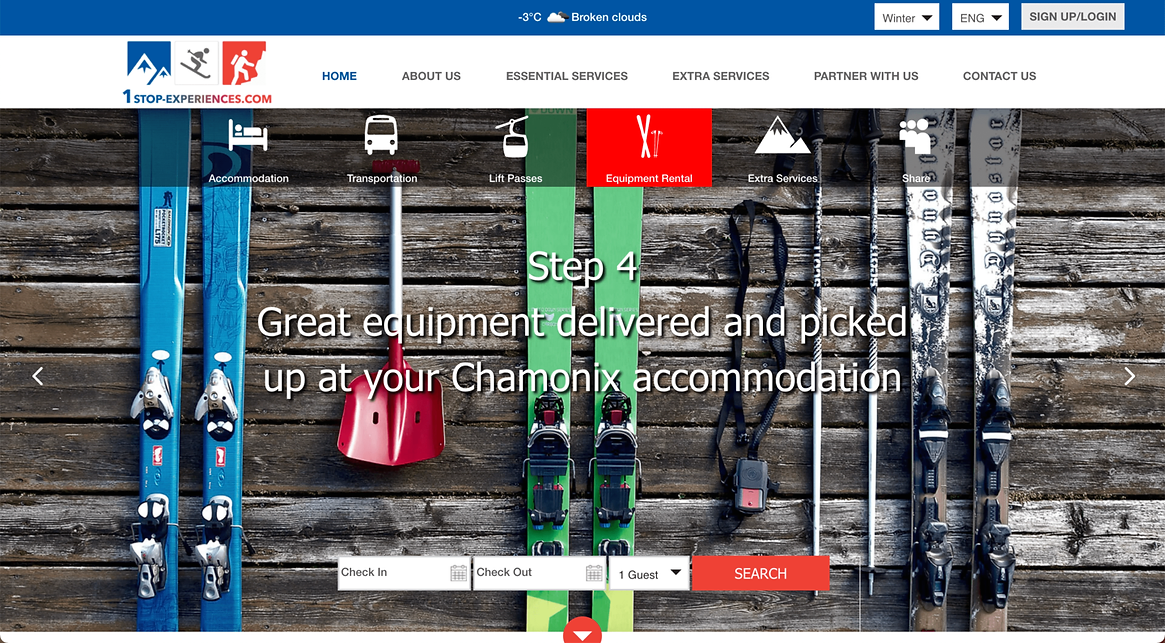 -3°C Broken clouds
Winter
ENG
SIGN UP/LOGIN
1STOP-EXPERIENCES.COM
HOME
ABOUT US
ESSENTIAL SERVICES
EXTRA SERVICES
PARTNER WITH US
CONTACT US
Accommodation
Transportation
Lift Passes
Equipment Rental
Extra Services
Share
Step 4
Great equipment delivered and picked
up at your Chamonix accommodation
Check In
Check Out
1 Guest
SEARCH